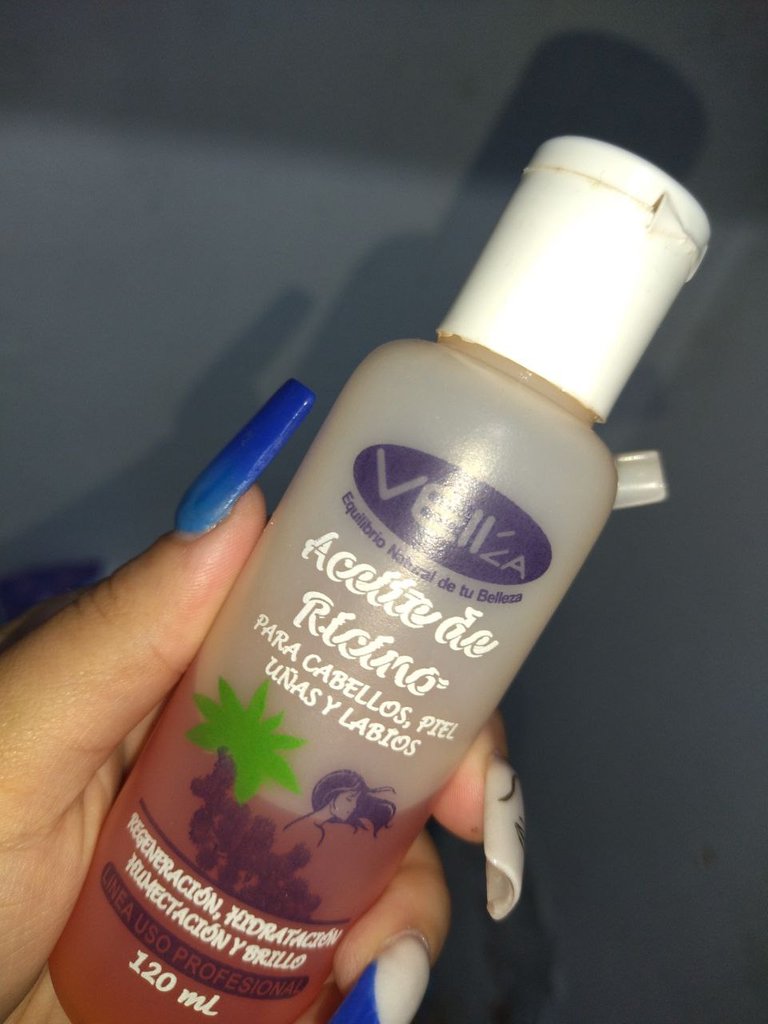 VEllZA
Equilibrio Natural de tu Belleza
Aceite de
Ricino
PARA CABELLOS, PIEL
UÑAS Y LABIOS
REGENERACIÓN, HIDRATACIÓN
HUMECTACIÓN Y BRILLO
LINEA USO PROFESIONAL
120 ml